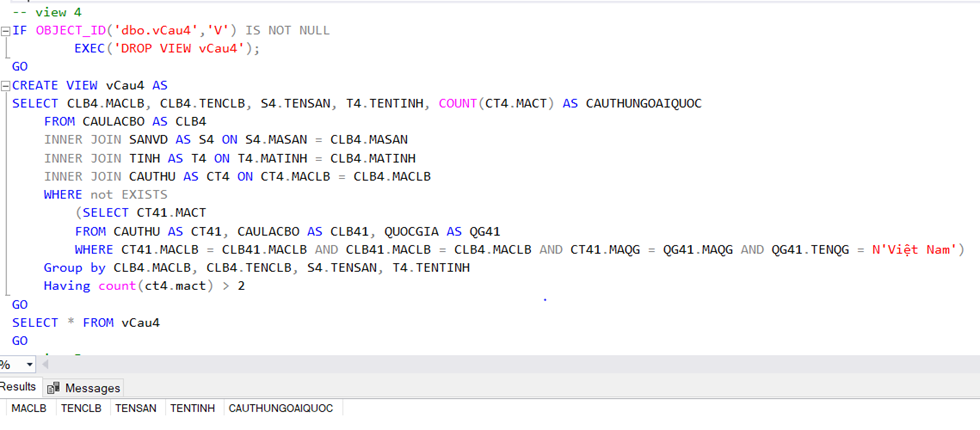 -- view 4
IF OBJECT_ID('dbo.vCau4','V') IS NOT NULL
EXEC('DROP VIEW vCau4');
GO
CREATE VIEW vCau4 AS
SELECT CLB4.MACLB, CLB4.TENCLB, S4.TENSAN, T4.TENTINH, COUNT(CT4.MACT) AS CAUTHUNGOAIQUOC
FROM CAULACBO AS CLB4
INNER JOIN SANVD AS S4 ON S4.MASAN = CLB4.MASAN
INNER JOIN TINH AS T4 ON T4.MATINH = CLB4.MATINH
INNER JOIN CAUTHU AS CT4 ON CT4.MACLB = CLB4.MACLB
WHERE not EXISTS
(SELECT CT41.MACT
FROM CAUTHU AS CT41, CAULACBO AS CLB41, QUOCGIA AS QG41
WHERE CT41.MACLB = CLB41.MACLB AND CLB41.MACLB = CLB4.MACLB AND CT41.MAQG = QG41.MAQG AND QG41.TENQG = N'Việt Nam')
Group by CLB4.MACLB, CLB4.TENCLB, S4.TENSAN, T4.TENTINH
Having count(ct4.mact) > 2
GO
SELECT * FROM vCau4
GO
%
Results Messages
MACLB TENCLB TENSAN TENTINH CAUTHUNGOAIQUOC